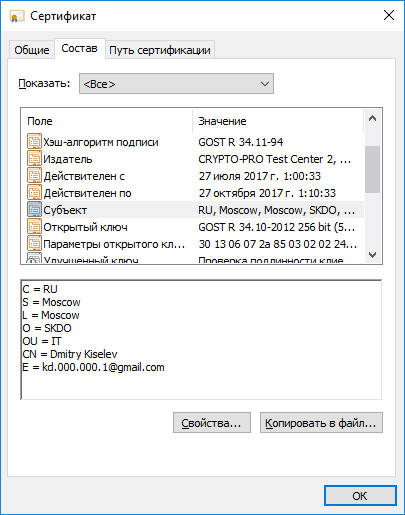 Сертификат
Общие Состав Путь сертификации
Показать: <Все>
Поле Значение
Хэш-алгоритм подписи GOST R 34.11-94
Издатель CRYPTO-PRO Test Center 2, ...
Действителен с 27 июля 2017 г. 1:00:33
Действителен по 27 октября 2017 г. 1:10:33
Субъект RU, Moscow, Moscow, SKDO, ...
Открытый ключ GOST R 34.10-2012 256 bit (5...
Параметры открытого кл... 30 13 06 07 2a 85 03 02 02 24...
Улучшенный ключ Проверка подлинности клие
C = RU
S = Moscow
L = Moscow
O = SKDO
OU = IT
CN = Dmitry Kiselev
E = kd.000.000.1@gmail.com
Свойства... Копировать в файл...
OK